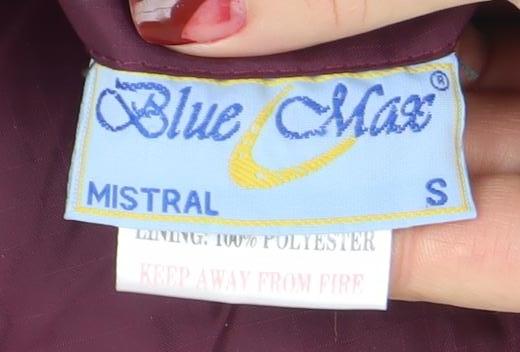 Blue Max®
MISTRAL S
LINING: 100% POLYESTER
KEEP AWAY FROM FIRE